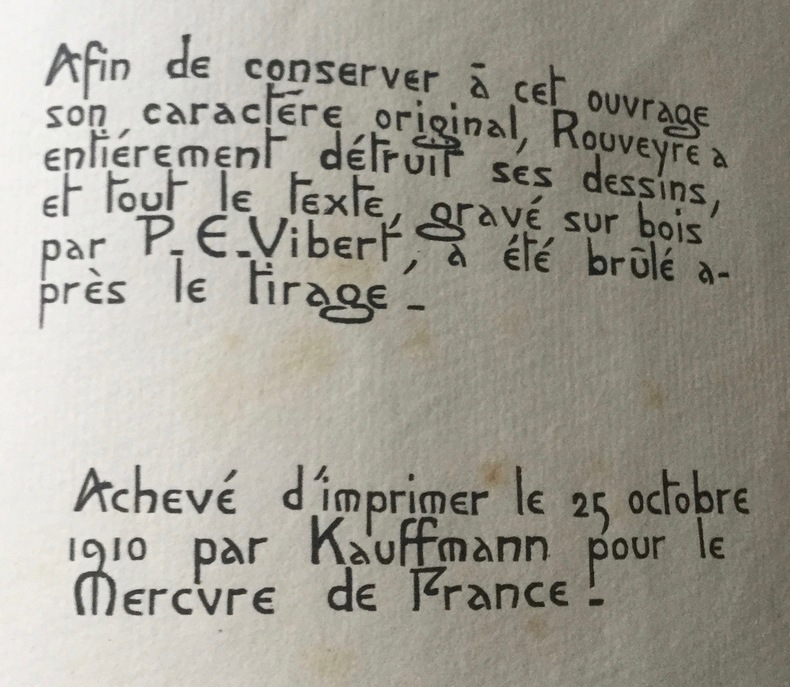 Afin de conserver à cet ouvrage
son caractère original, Rouveyre a
entiérement détruit ses dessins,
et tout le texte, gravé sur bois
par P. E. Vibert, a été brûlé a-
près le tirage -
Achevé d'imprimer le 25 octobre
1910 par Kauffmann pour le
Mercvre de France -